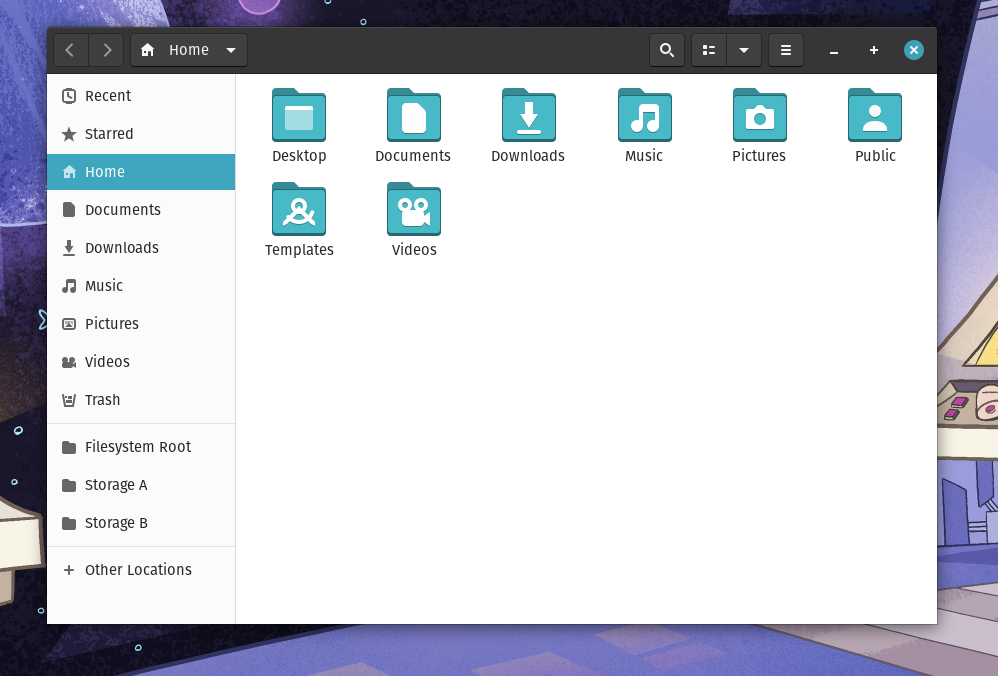 Home
Recent
Starred
Home
Documents
Downloads
Music
Pictures
Videos
Trash
Filesystem Root
Storage A
Storage B
Other Locations
Desktop Documents Downloads Music Pictures Public
Templates Videos